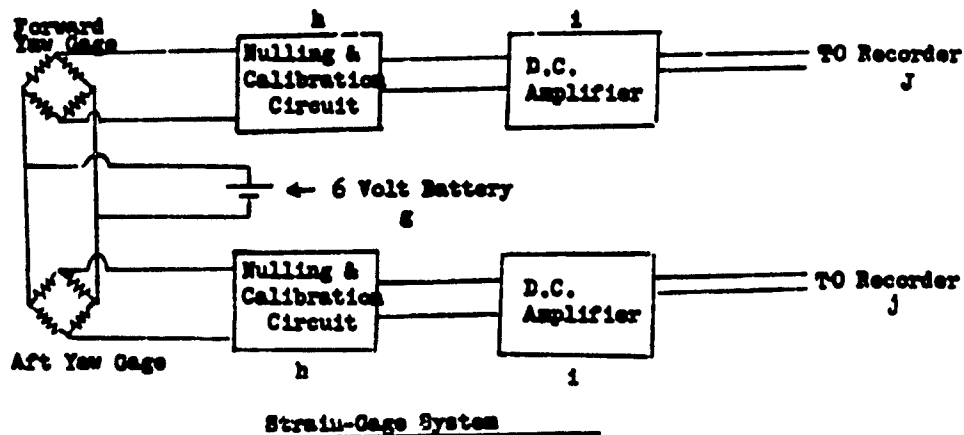 h
i
Forward
Yaw Gage
Nulling &
Calibration
Circuit
D.C.
Amplifier
TO Recorder
J
← 6 Volt Battery
g
Nulling &
Calibration
Circuit
D.C.
Amplifier
TO Recorder
j
Aft Yaw Gage
h
i
Strain-Gage System